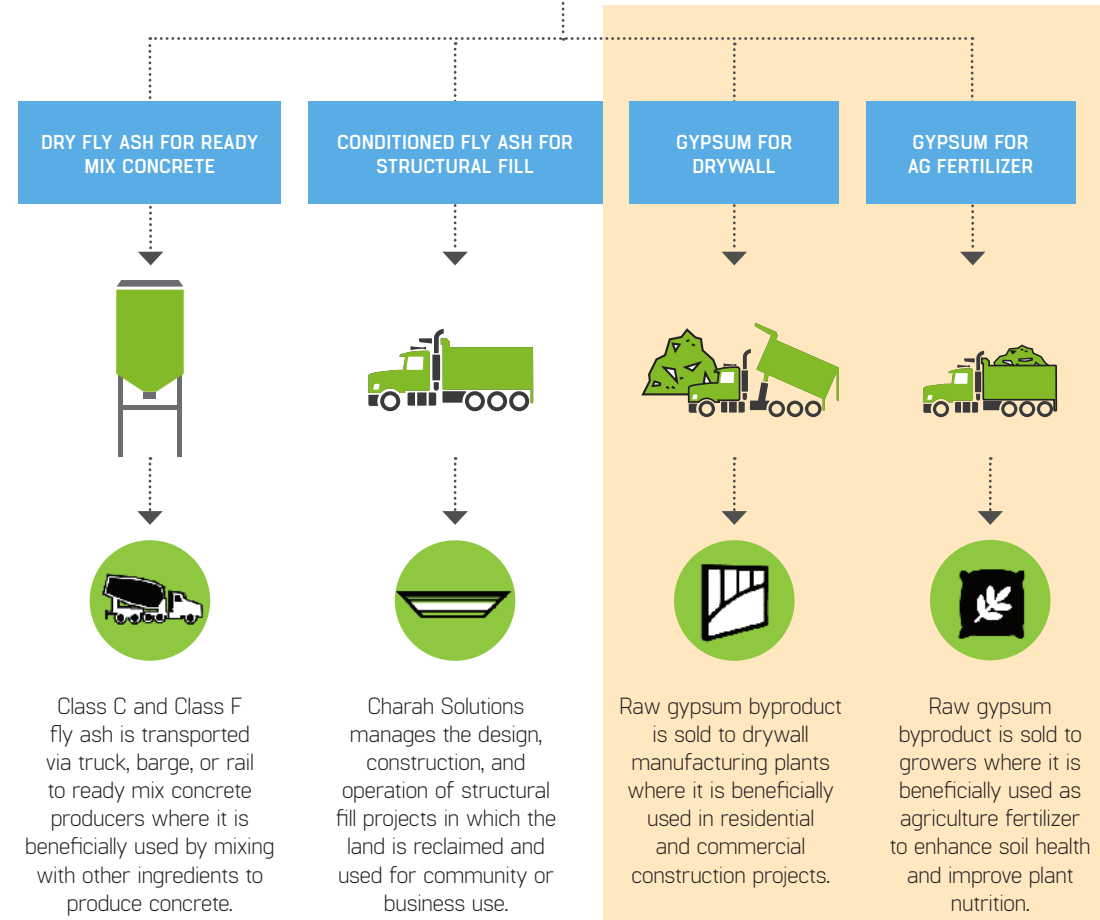 DRY FLY ASH FOR READY
MIX CONCRETE
CONDITIONED FLY ASH FOR
STRUCTURAL FILL
GYPSUM FOR
DRYWALL
GYPSUM FOR
AG FERTILIZER
Class C and Class F
fly ash is transported
via truck, barge, or rail
to ready mix concrete
producers where it is
beneficially used by mixing
with other ingredients to
produce concrete.
Charah Solutions
manages the design,
construction, and
operation of structural
fill projects in which the
land is reclaimed and
used for community or
business use.
Raw gypsum byproduct
is sold to drywall
manufacturing plants
where it is beneficially
used in residential
and commercial
construction projects.
Raw gypsum
byproduct is sold to
growers where it is
beneficially used as
agriculture fertilizer
to enhance soil health
and improve plant
nutrition.